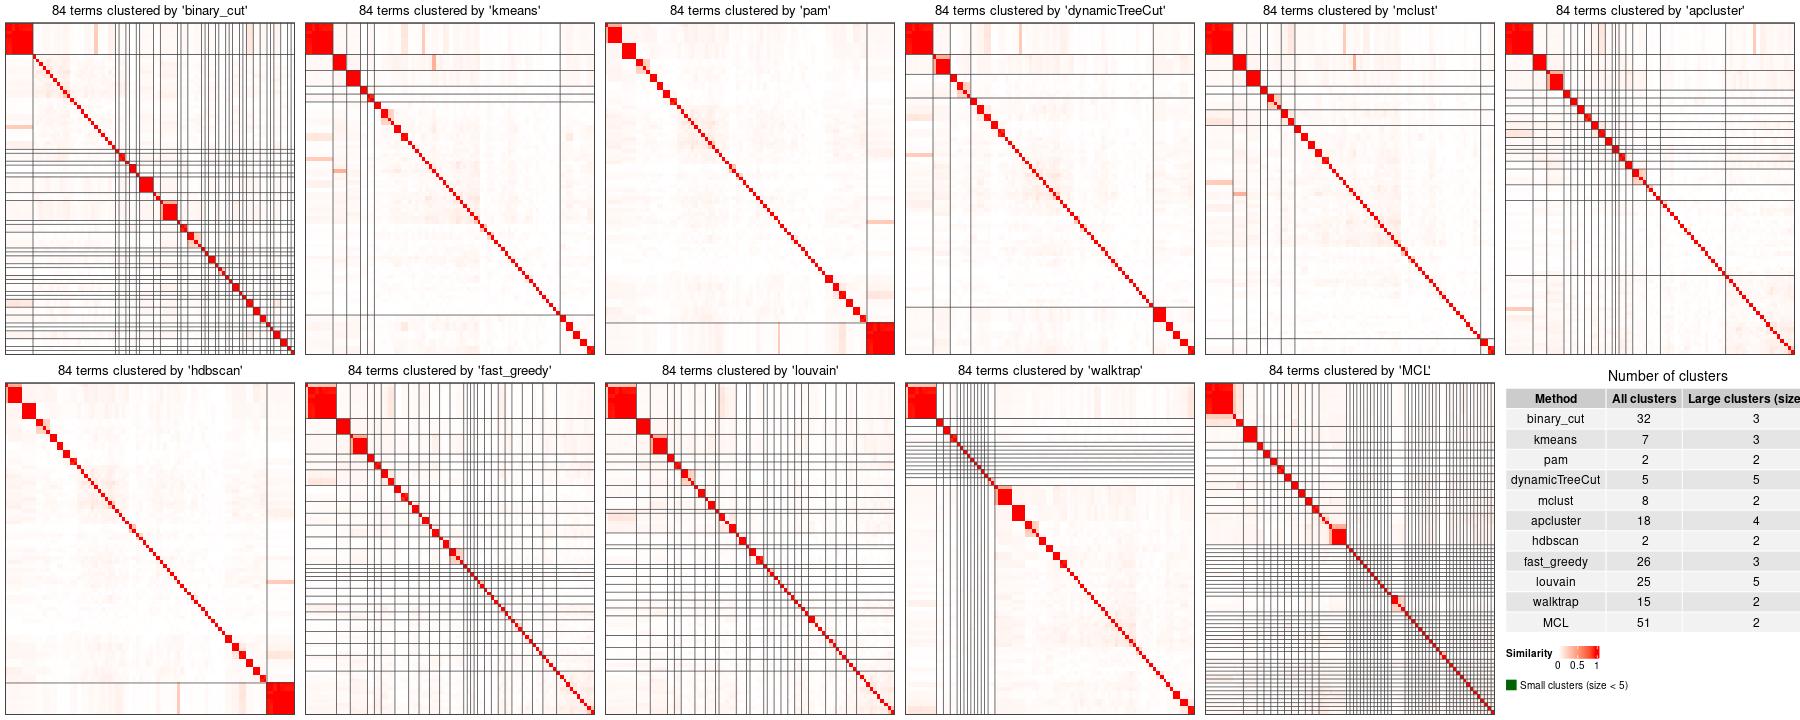 84 terms clustered by 'binary_cut'
84 terms clustered by 'kmeans'
84 terms clustered by 'pam'
84 terms clustered by 'dynamicTreeCut'
84 terms clustered by 'mclust'
84 terms clustered by 'apcluster'
84 terms clustered by 'hdbscan'
84 terms clustered by 'fast_greedy'
84 terms clustered by 'louvain'
84 terms clustered by 'walktrap'
84 terms clustered by 'MCL'
Number of clusters
Method All clusters Large clusters (size
binary_cut 32 3
kmeans 7 3
pam 2 2
dynamicTreeCut 5 5
mclust 8 2
apcluster 18 4
hdbscan 2 2
fast_greedy 26 3
louvain 25 5
walktrap 15 2
MCL 51 2
Similarity
0 0.5 1
Small clusters (size < 5)